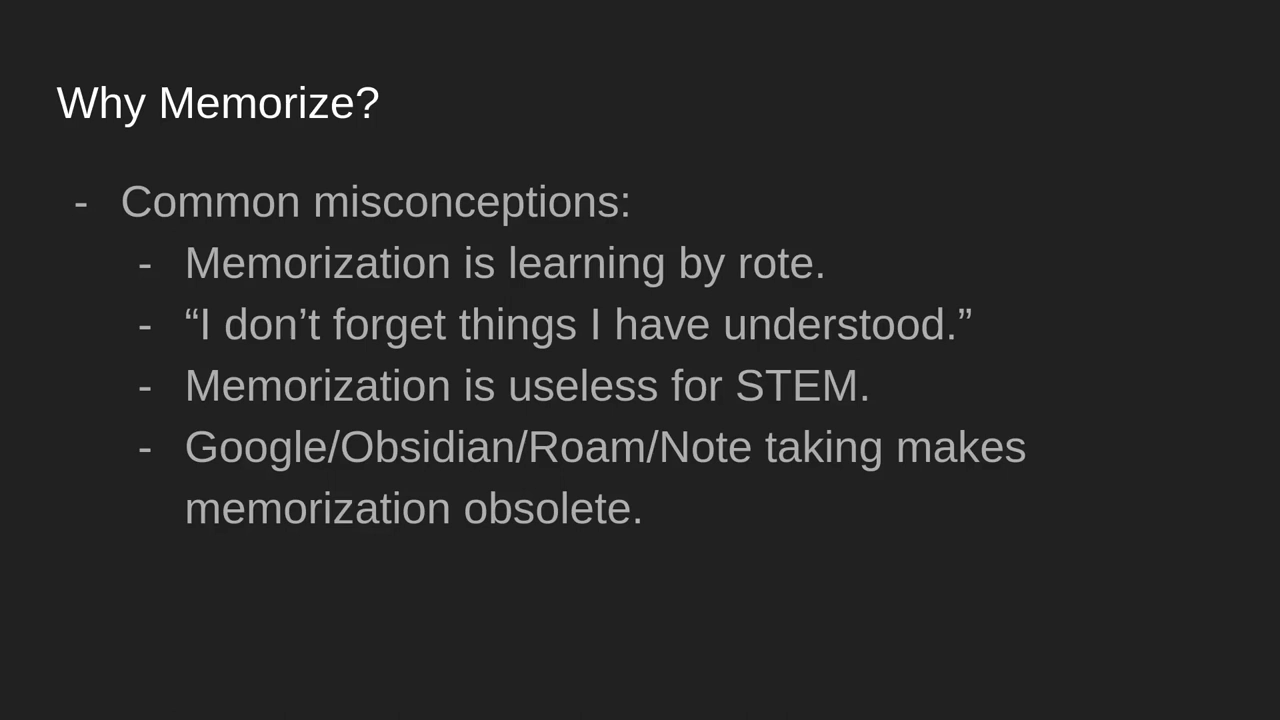 Why Memorize?
- Common misconceptions:
- Memorization is learning by rote.
- “I don’t forget things I have understood.”
- Memorization is useless for STEM.
- Google/Obsidian/Roam/Note taking makes
memorization obsolete.